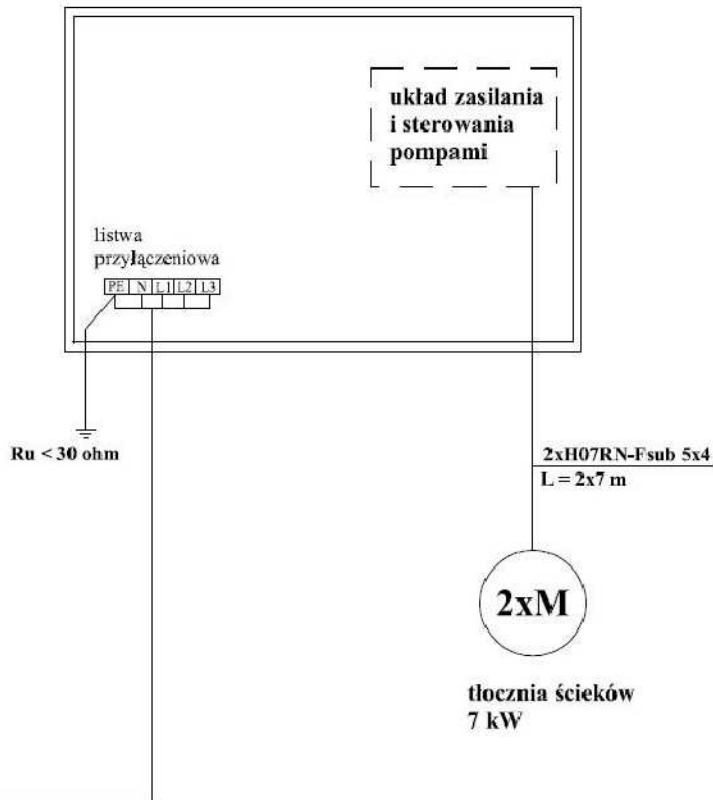 układ zasilania
i sterowania
pompami
listwa
przyłączeniowa
PE N L1 L2 L3
Ru < 30 ohm
2xH07RN-Fsub 5x4
L = 2x7 m
2xM
tłocznia ścieków
7 kW